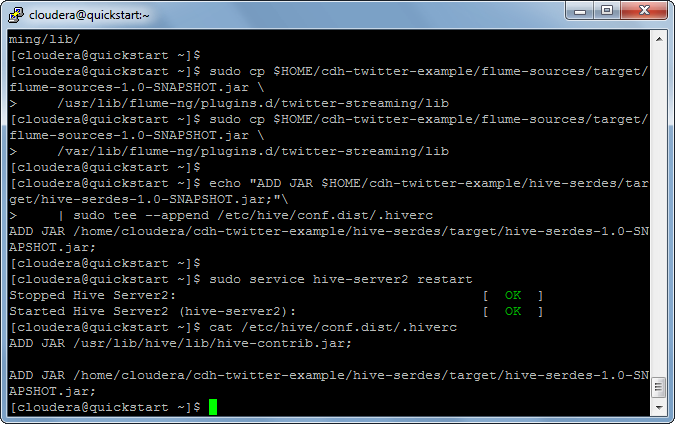 cloudera@quickstart:~
ming/lib/
[cloudera@quickstart ~]$
[cloudera@quickstart ~]$ sudo cp $HOME/cdh-twitter-example/flume-sources/target/
flume-sources-1.0-SNAPSHOT.jar \
>     /usr/lib/flume-ng/plugins.d/twitter-streaming/lib
[cloudera@quickstart ~]$ sudo cp $HOME/cdh-twitter-example/flume-sources/target/
flume-sources-1.0-SNAPSHOT.jar \
>     /var/lib/flume-ng/plugins.d/twitter-streaming/lib
[cloudera@quickstart ~]$
[cloudera@quickstart ~]$ echo "ADD JAR $HOME/cdh-twitter-example/hive-serdes/tar
get/hive-serdes-1.0-SNAPSHOT.jar;"\
>     | sudo tee --append /etc/hive/conf.dist/.hiverc
ADD JAR /home/cloudera/cdh-twitter-example/hive-serdes/target/hive-serdes-1.0-SN
APSHOT.jar;
[cloudera@quickstart ~]$
[cloudera@quickstart ~]$ sudo service hive-server2 restart
Stopped Hive Server2:                                      [  OK  ]
Started Hive Server2 (hive-server2):                       [  OK  ]
[cloudera@quickstart ~]$ cat /etc/hive/conf.dist/.hiverc
ADD JAR /usr/lib/hive/lib/hive-contrib.jar;

ADD JAR /home/cloudera/cdh-twitter-example/hive-serdes/target/hive-serdes-1.0-SN
APSHOT.jar;
[cloudera@quickstart ~]$